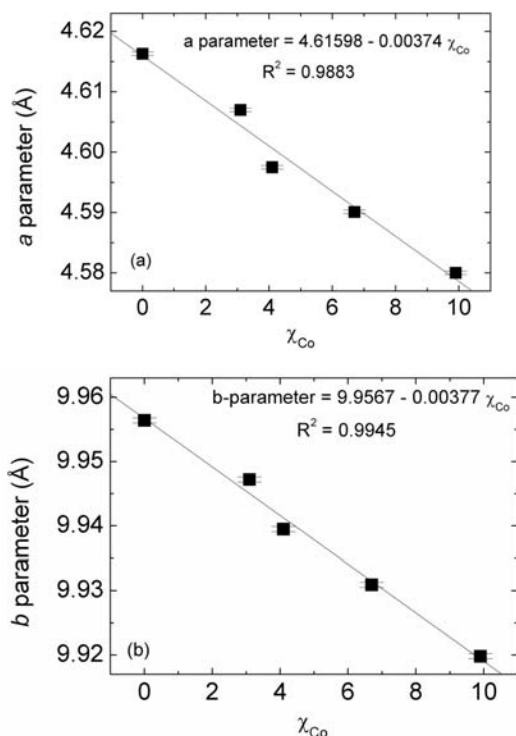 a parameter = 4.61598 - 0.00374 χCo
R² = 0.9883
4.62
4.61
4.60
4.59
4.58
a parameter (Å)
(a)
0 2 4 6 8 10
χCo
b-parameter = 9.9567 - 0.00377 χCo
R² = 0.9945
9.96
9.95
9.94
9.93
9.92
b parameter (Å)
(b)
0 2 4 6 8 10
χCo